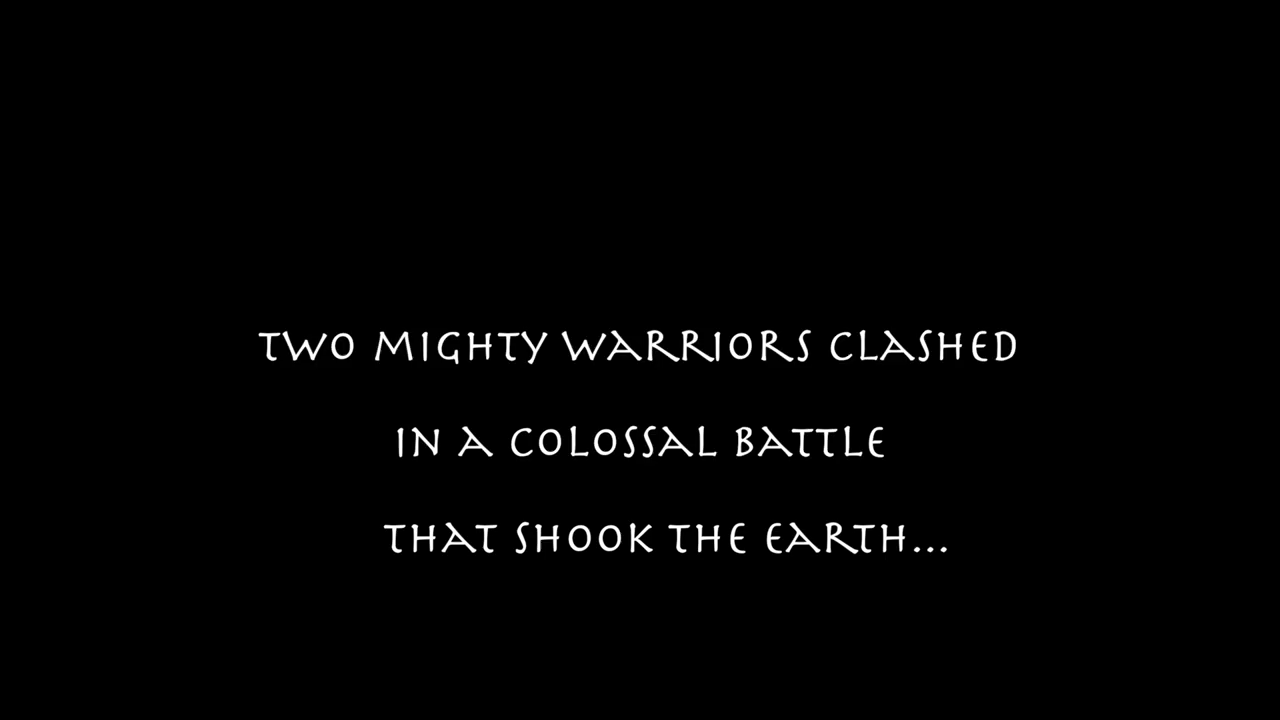 TWO MIGHTY WARRIORS CLASHED
IN A COLOSSAL BATTLE
THAT SHOOK THE EARTH...